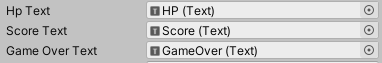 Hp Text HP (Text)
Score Text Score (Text)
Game Over Text GameOver (Text)